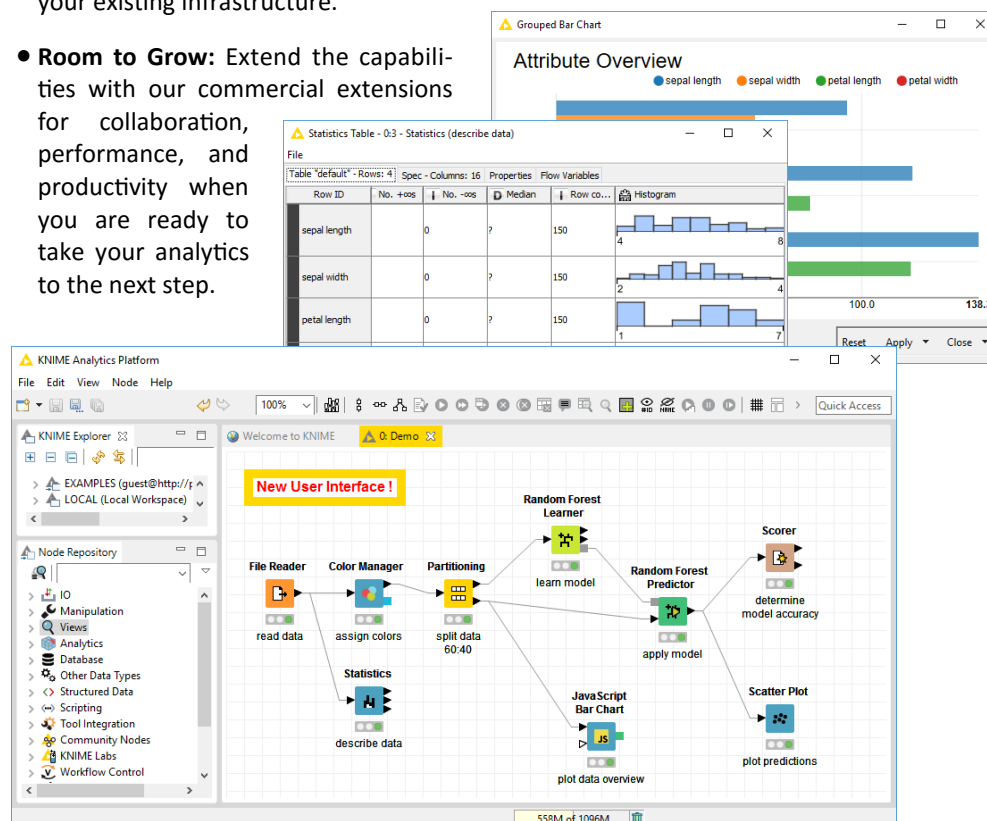 your existing infrastructure.
• Room to Grow: Extend the capabili-
ties with our commercial extensions
for collaboration,
performance, and
productivity when
you are ready to
take your analytics
to the next step.
Grouped Bar Chart
Attribute Overview
sepal length sepal width petal length petal width
100.0 138.
Reset Apply Close
Statistics Table - 0:3 - Statistics (describe data)
File
Table "default" - Rows: 4 Spec - Columns: 16 Properties Flow Variables
Row ID No. +∞s No. -∞s D Median Row co... Histogram
sepal length 0 ? 150 4 8
sepal width 0 ? 150 2 4
petal length 0 ? 150 1 7
KNIME Analytics Platform
File Edit View Node Help
100% Quick Access
KNIME Explorer
EXAMPLES (guest@http://
LOCAL (Local Workspace)
Node Repository
IO
Manipulation
Views
Analytics
Database
Other Data Types
Structured Data
Scripting
Tool Integration
Community Nodes
KNIME Labs
Workflow Control
Welcome to KNIME 0: Demo
New User Interface !
File Reader
read data
Color Manager
assign colors
Partitioning
split data
60:40
Statistics
describe data
Random Forest
Learner
learn model
Random Forest
Predictor
apply model
JavaScript
Bar Chart
JS
plot data overview
Scorer
determine
model accuracy
Scatter Plot
plot predictions
558M of 1096M